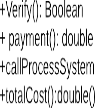 +Verify(): Boolean
+ payment(): double
+callProcessSystem
+totalCost():double()